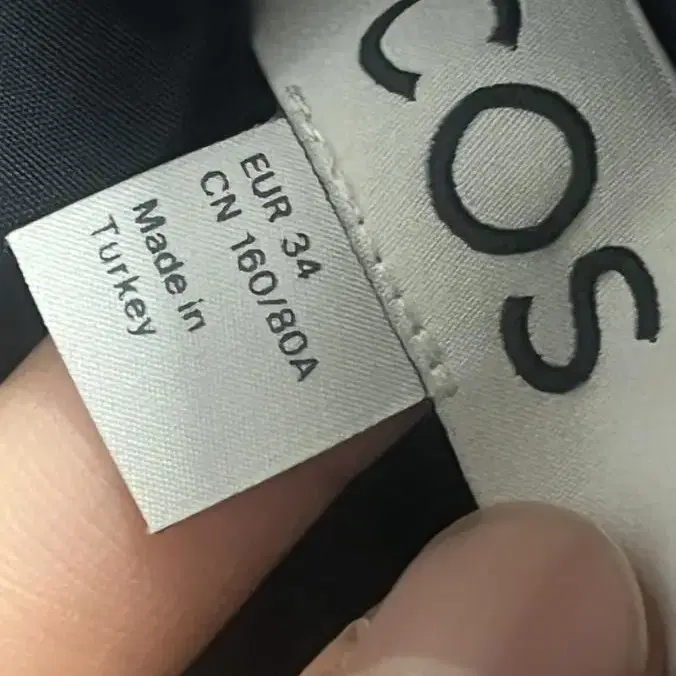 COS
EUR 34
CN 160/80A
Made in
Turkey